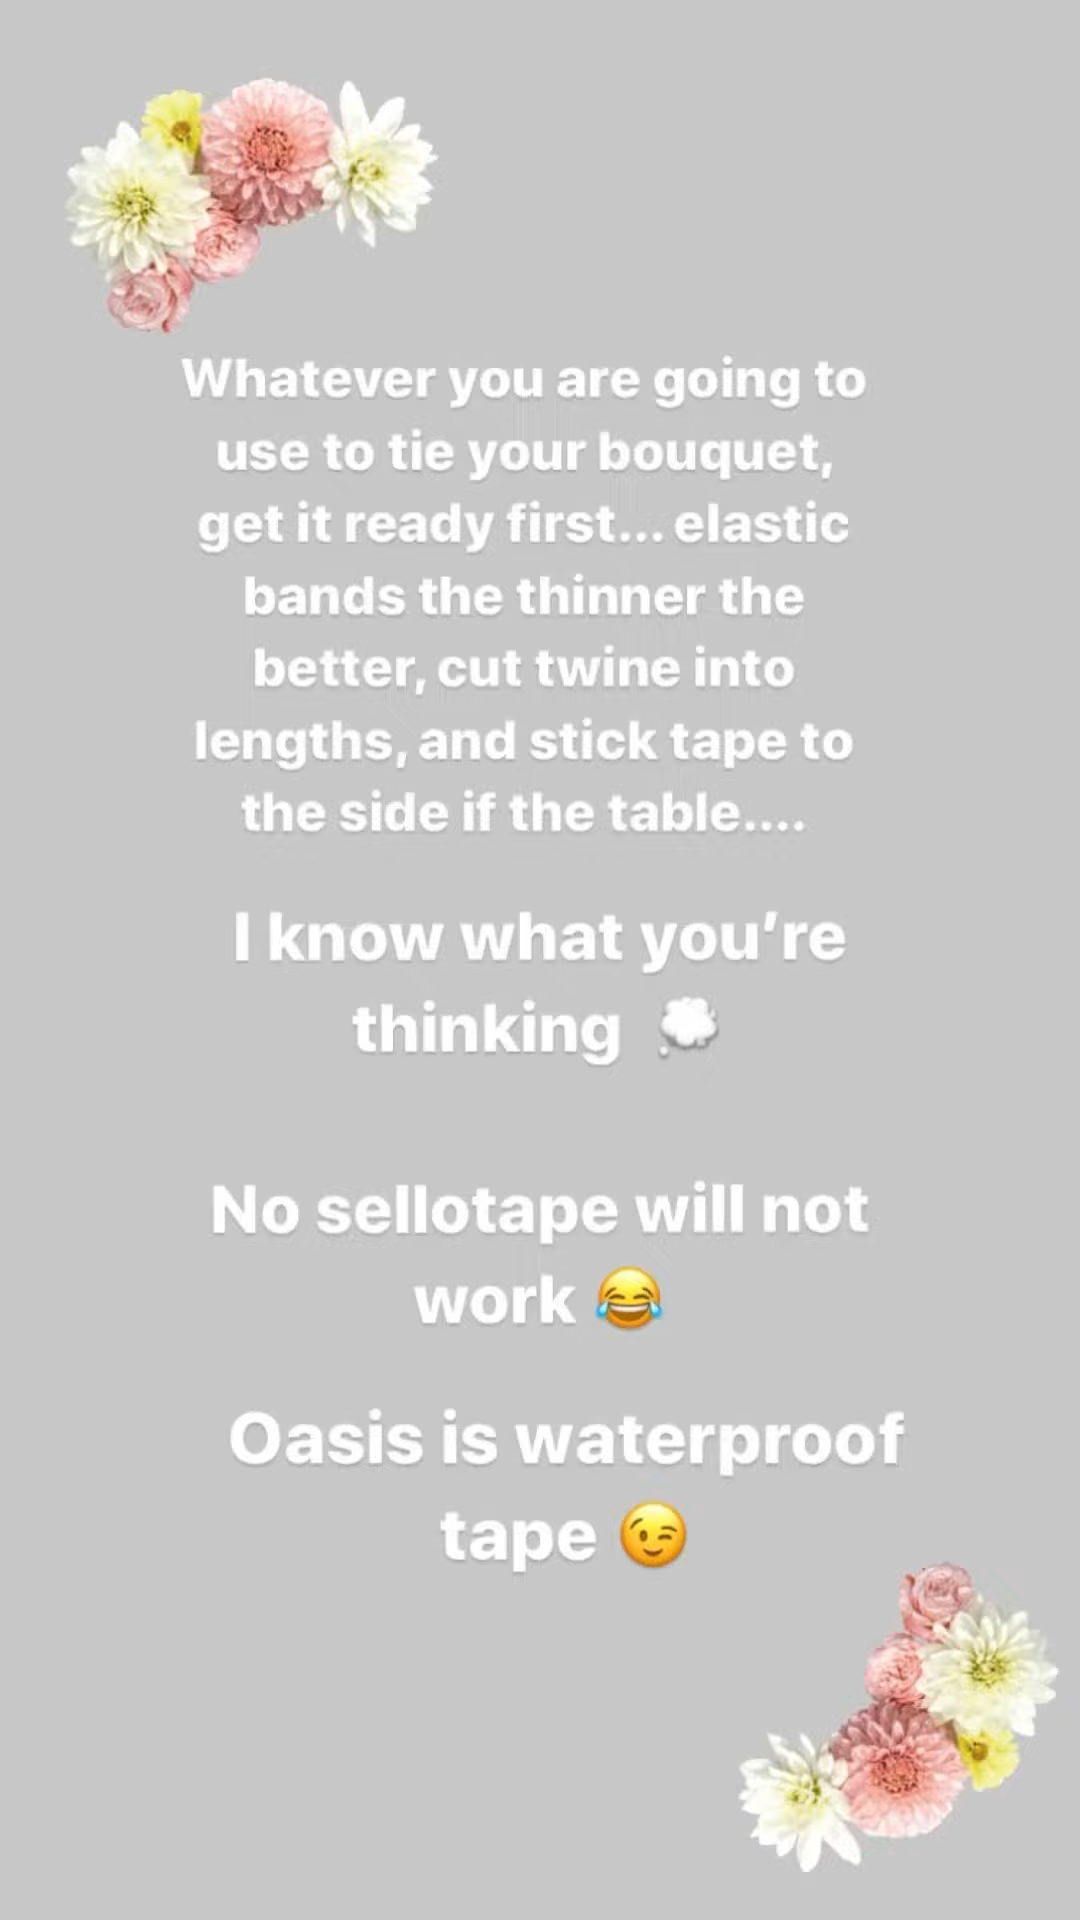 Whatever you are going to
use to tie your bouquet,
get it ready first... elastic
bands the thinner the
better, cut twine into
lengths, and stick tape to
the side if the table....
I know what you’re
thinking 💭
No sellotape will not
work 😂
Oasis is waterproof
tape 😉